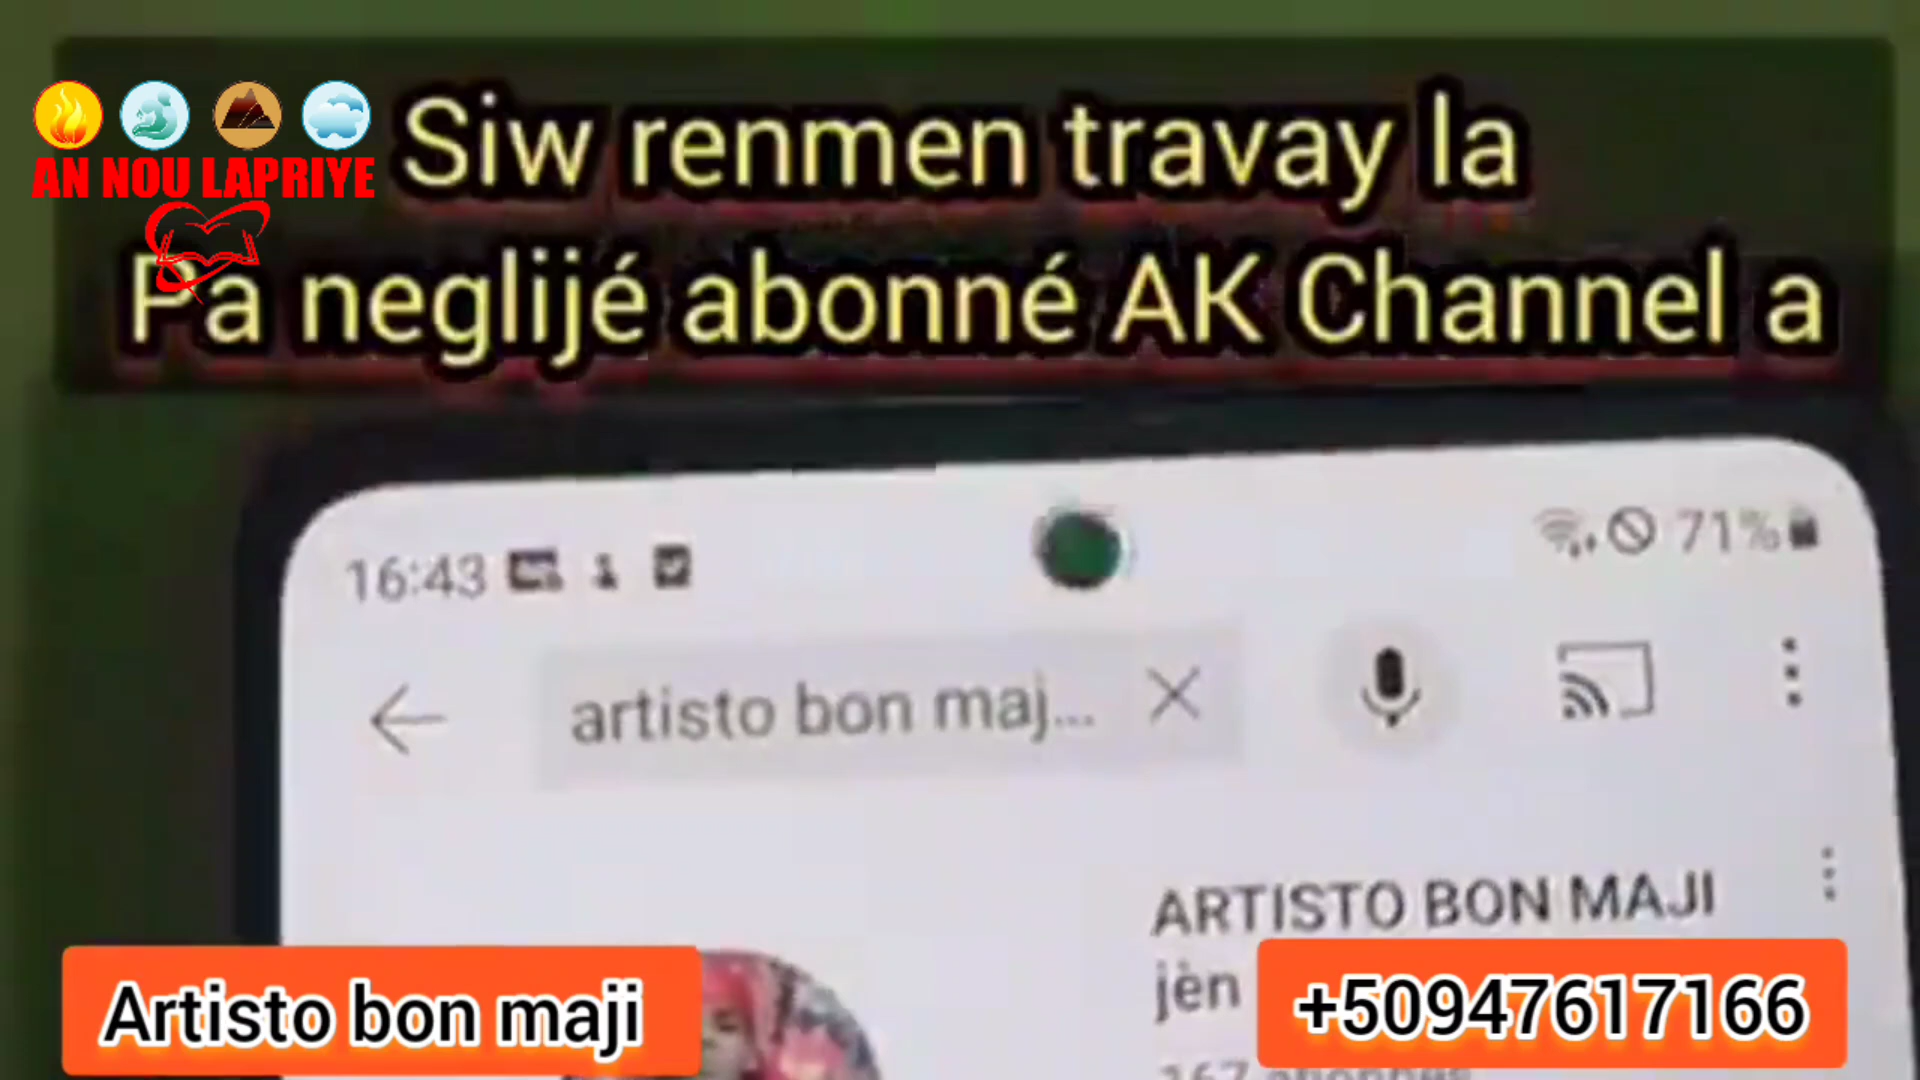 AN NOU LAPRIYE
Siw renmen travay la
Pa neglijé abonné AK Channel a
16:43
71%
artisto bon maj...
ARTISTO BON MAJI
jèn
Artisto bon maji
+50947617166